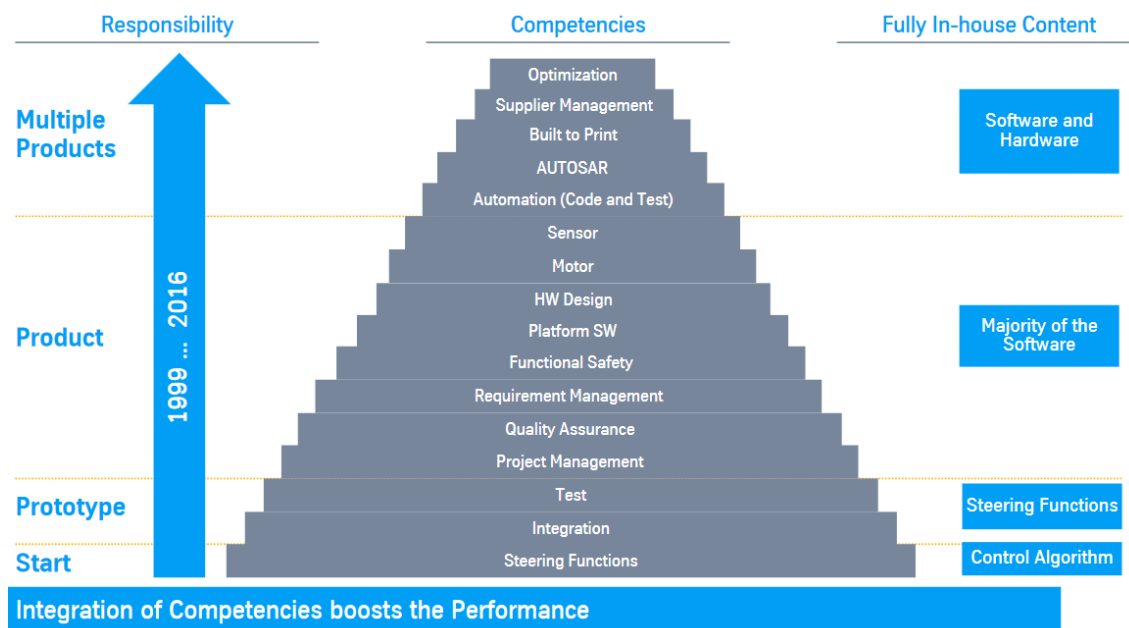 Responsibility
Competencies
Fully In-house Content
Optimization
Supplier Management
Built to Print
AUTOSAR
Automation (Code and Test)
Multiple
Products
Software and
Hardware
Sensor
Motor
HW Design
Platform SW
Functional Safety
Requirement Management
Quality Assurance
Project Management
Product
Majority of the
Software
1999 ... 2016
Test
Integration
Prototype
Steering Functions
Steering Functions
Start
Control Algorithm
Integration of Competencies boosts the Performance